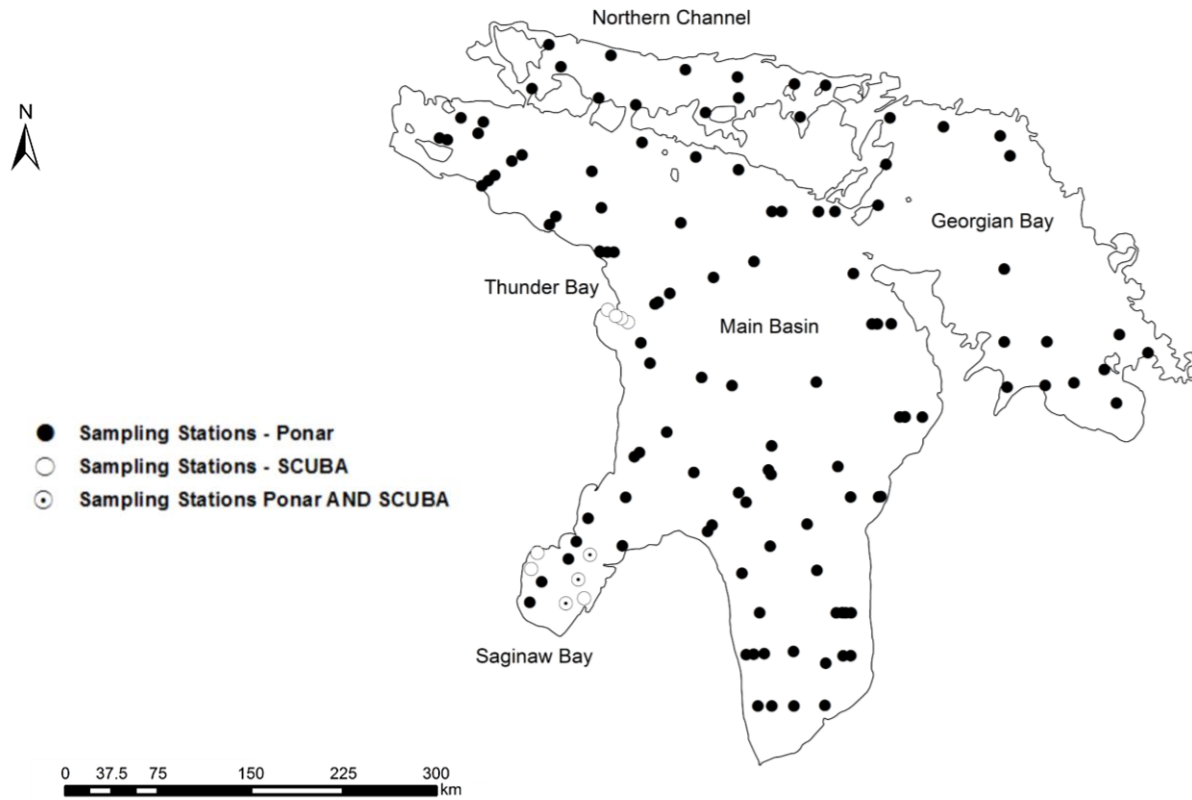 Northern Channel
N
Georgian Bay
Thunder Bay
Main Basin
Sampling Stations - Ponar
Sampling Stations - SCUBA
Sampling Stations Ponar AND SCUBA
Saginaw Bay
0 37.5 75 150 225 300
km